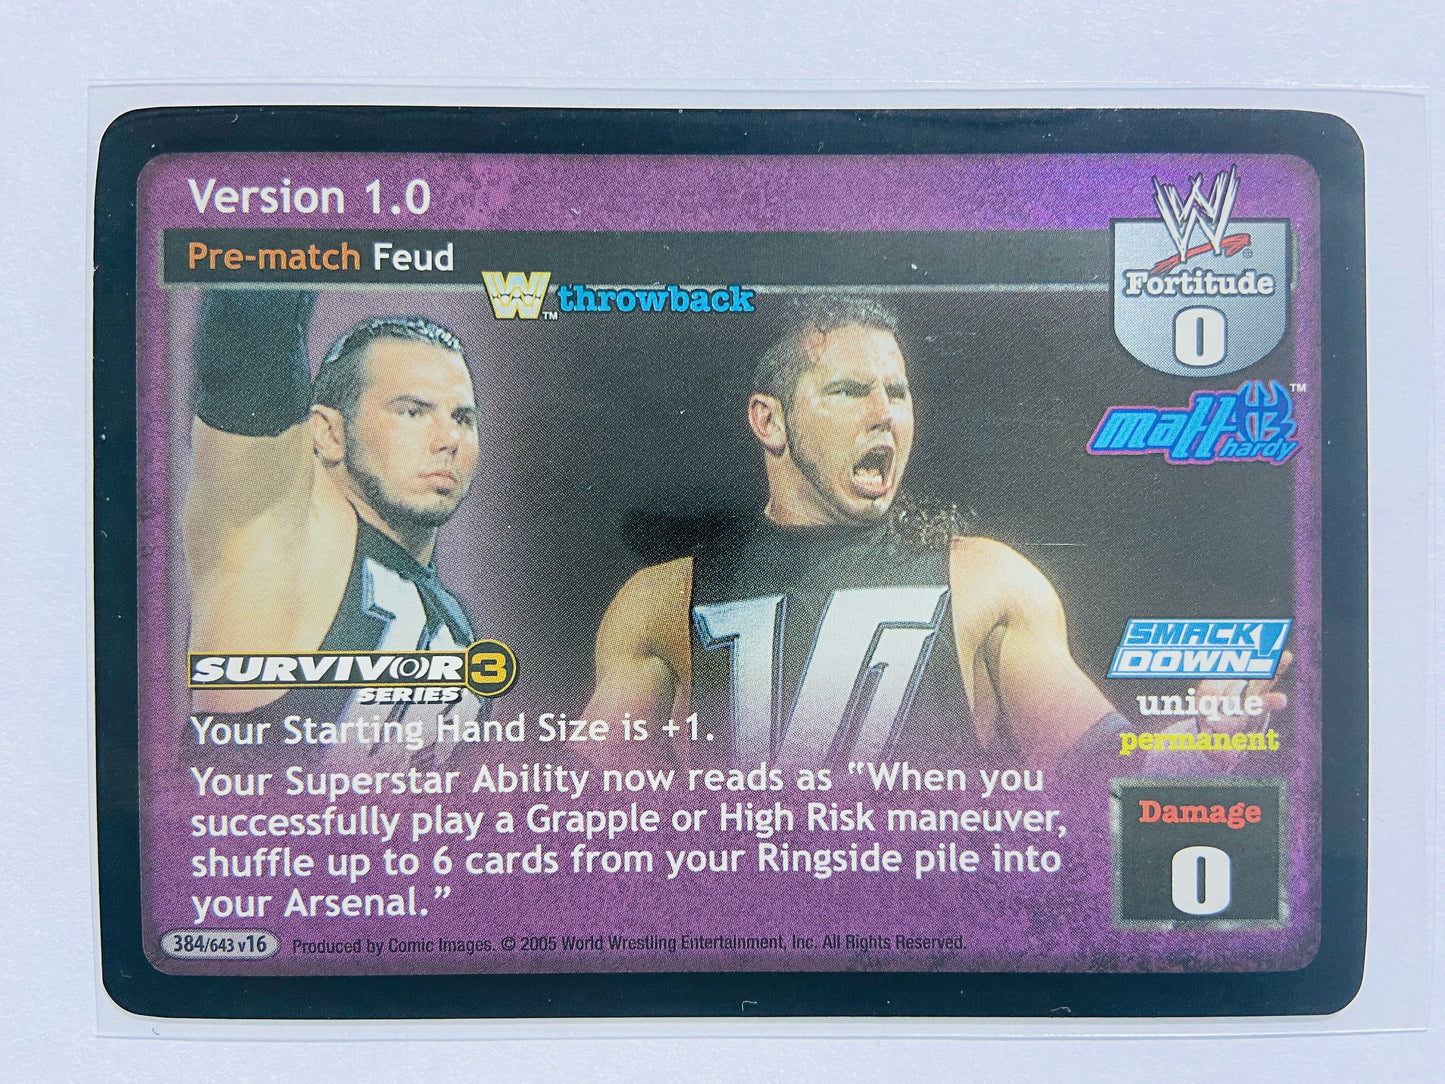 Version 1.0
Pre-match Feud
W™ throwback
W®
Fortitude
0
matt hardy™
SURVIVOR SERIES 3
SMACK DOWN!
unique
permanent
V1
Your Starting Hand Size is +1.
Your Superstar Ability now reads as “When you
successfully play a Grapple or High Risk maneuver,
shuffle up to 6 cards from your Ringside pile into
your Arsenal.”
Damage
0
384/643 v16 Produced by Comic Images. © 2005 World Wrestling Entertainment, Inc. All Rights Reserved.